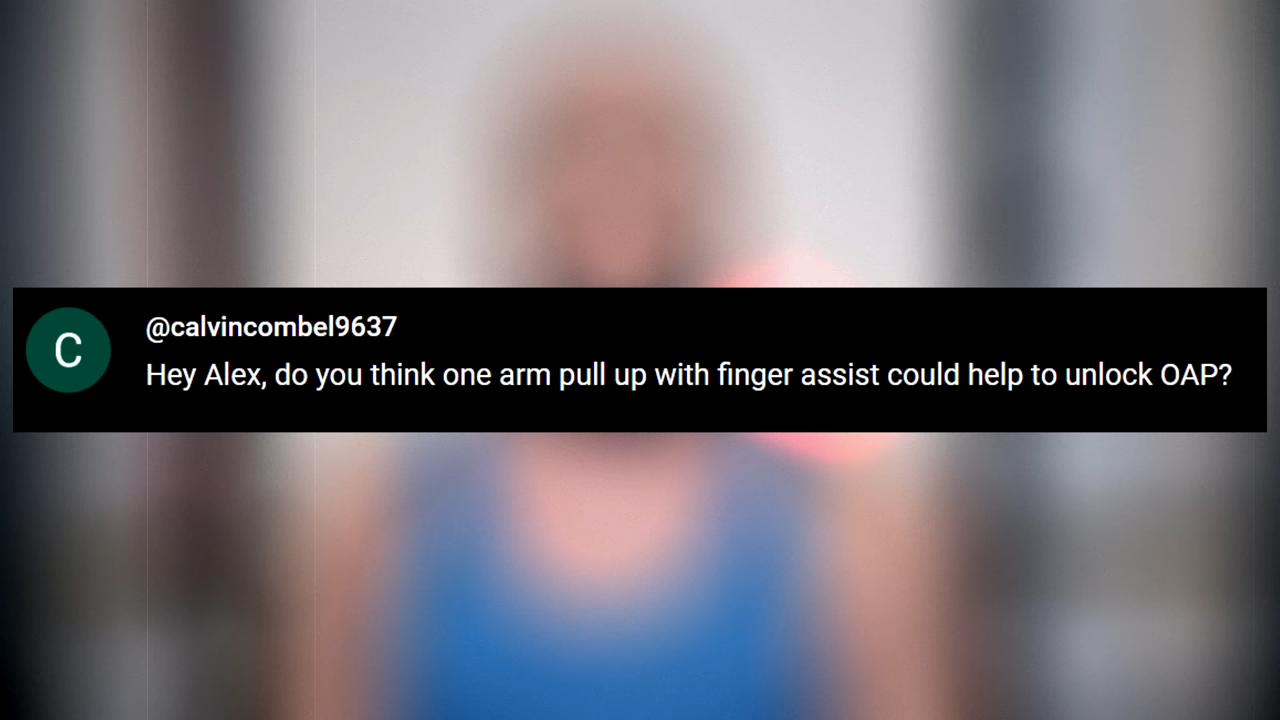 C
@calvincombel9637
Hey Alex, do you think one arm pull up with finger assist could help to unlock OAP?